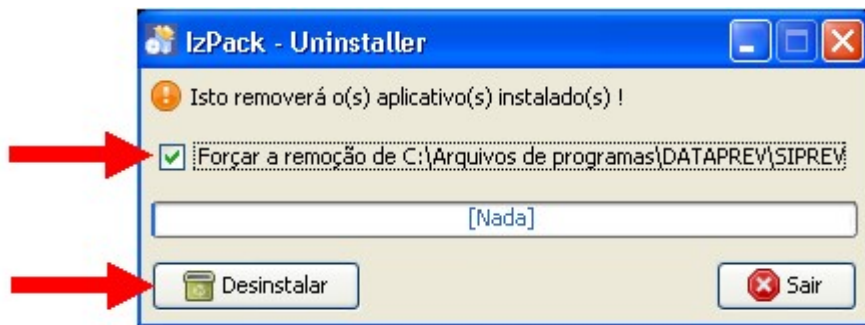 IzPack - Uninstaller
Isto removerá o(s) aplicativo(s) instalado(s) !
Forçar a remoção de C:\Arquivos de programas\DATAPREV\SIPREV
[Nada]
Desinstalar Sair